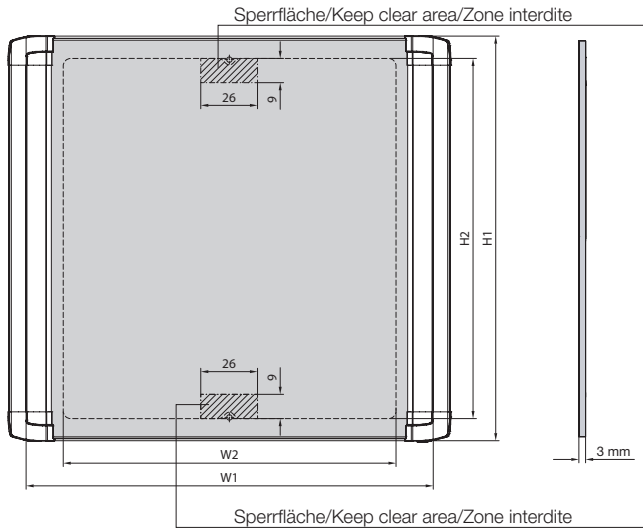 Sperrfläche/Keep clear area/Zone interdite
26
9
H2
H1
26
9
W2
W1
3 mm
Sperrfläche/Keep clear area/Zone interdite